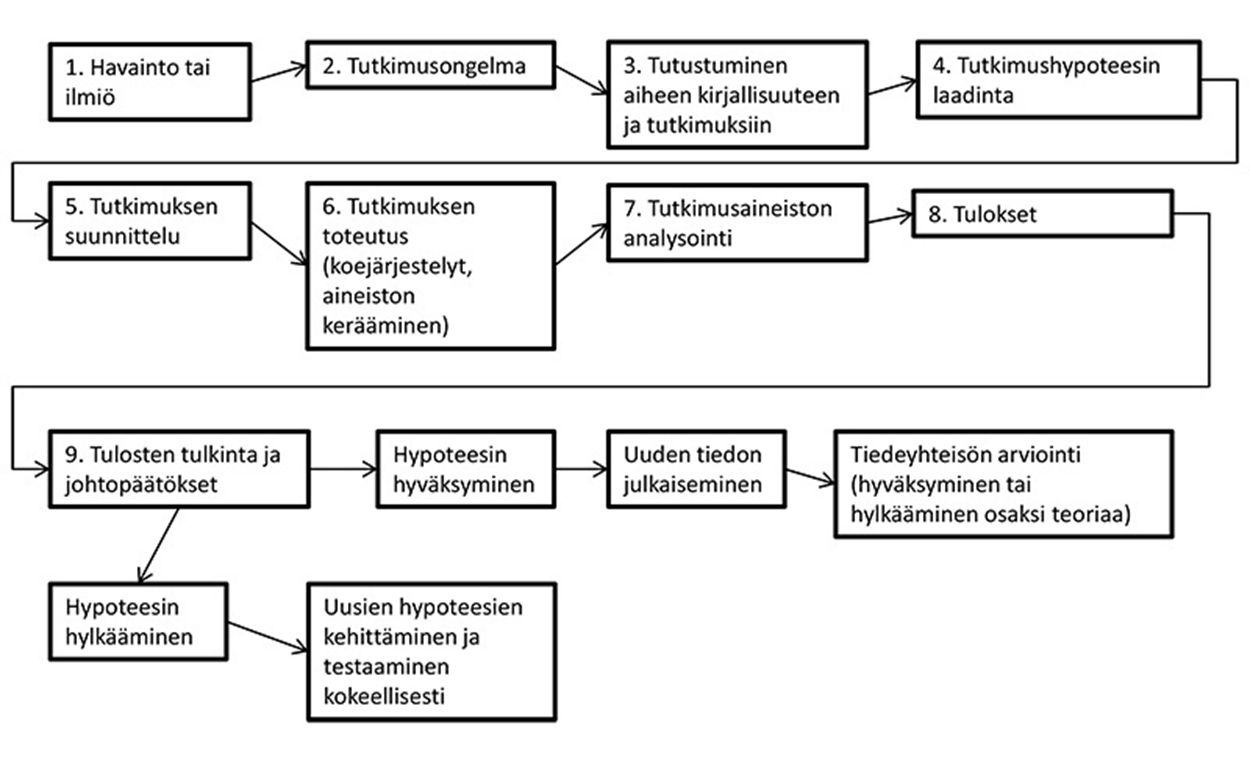 1. Havainto tai
ilmiö
2. Tutkimusongelma
3. Tutustuminen
aiheen kirjallisuuteen
ja tutkimuksiin
4. Tutkimushypoteesin
laadinta
5. Tutkimuksen
suunnittelu
6. Tutkimuksen
toteutus
(koejärjestelyt,
aineiston
kerääminen)
7. Tutkimusaineiston
analysointi
8. Tulokset
9. Tulosten tulkinta ja
johtopäätökset
Hypoteesin
hyväksyminen
Uuden tiedon
julkaiseminen
Tiedeyhteisön arviointi
(hyväksyminen tai
hylkääminen osaksi teoriaa)
Hypoteesin
hylkääminen
Uusien hypoteesien
kehittäminen ja
testaaminen
kokeellisesti